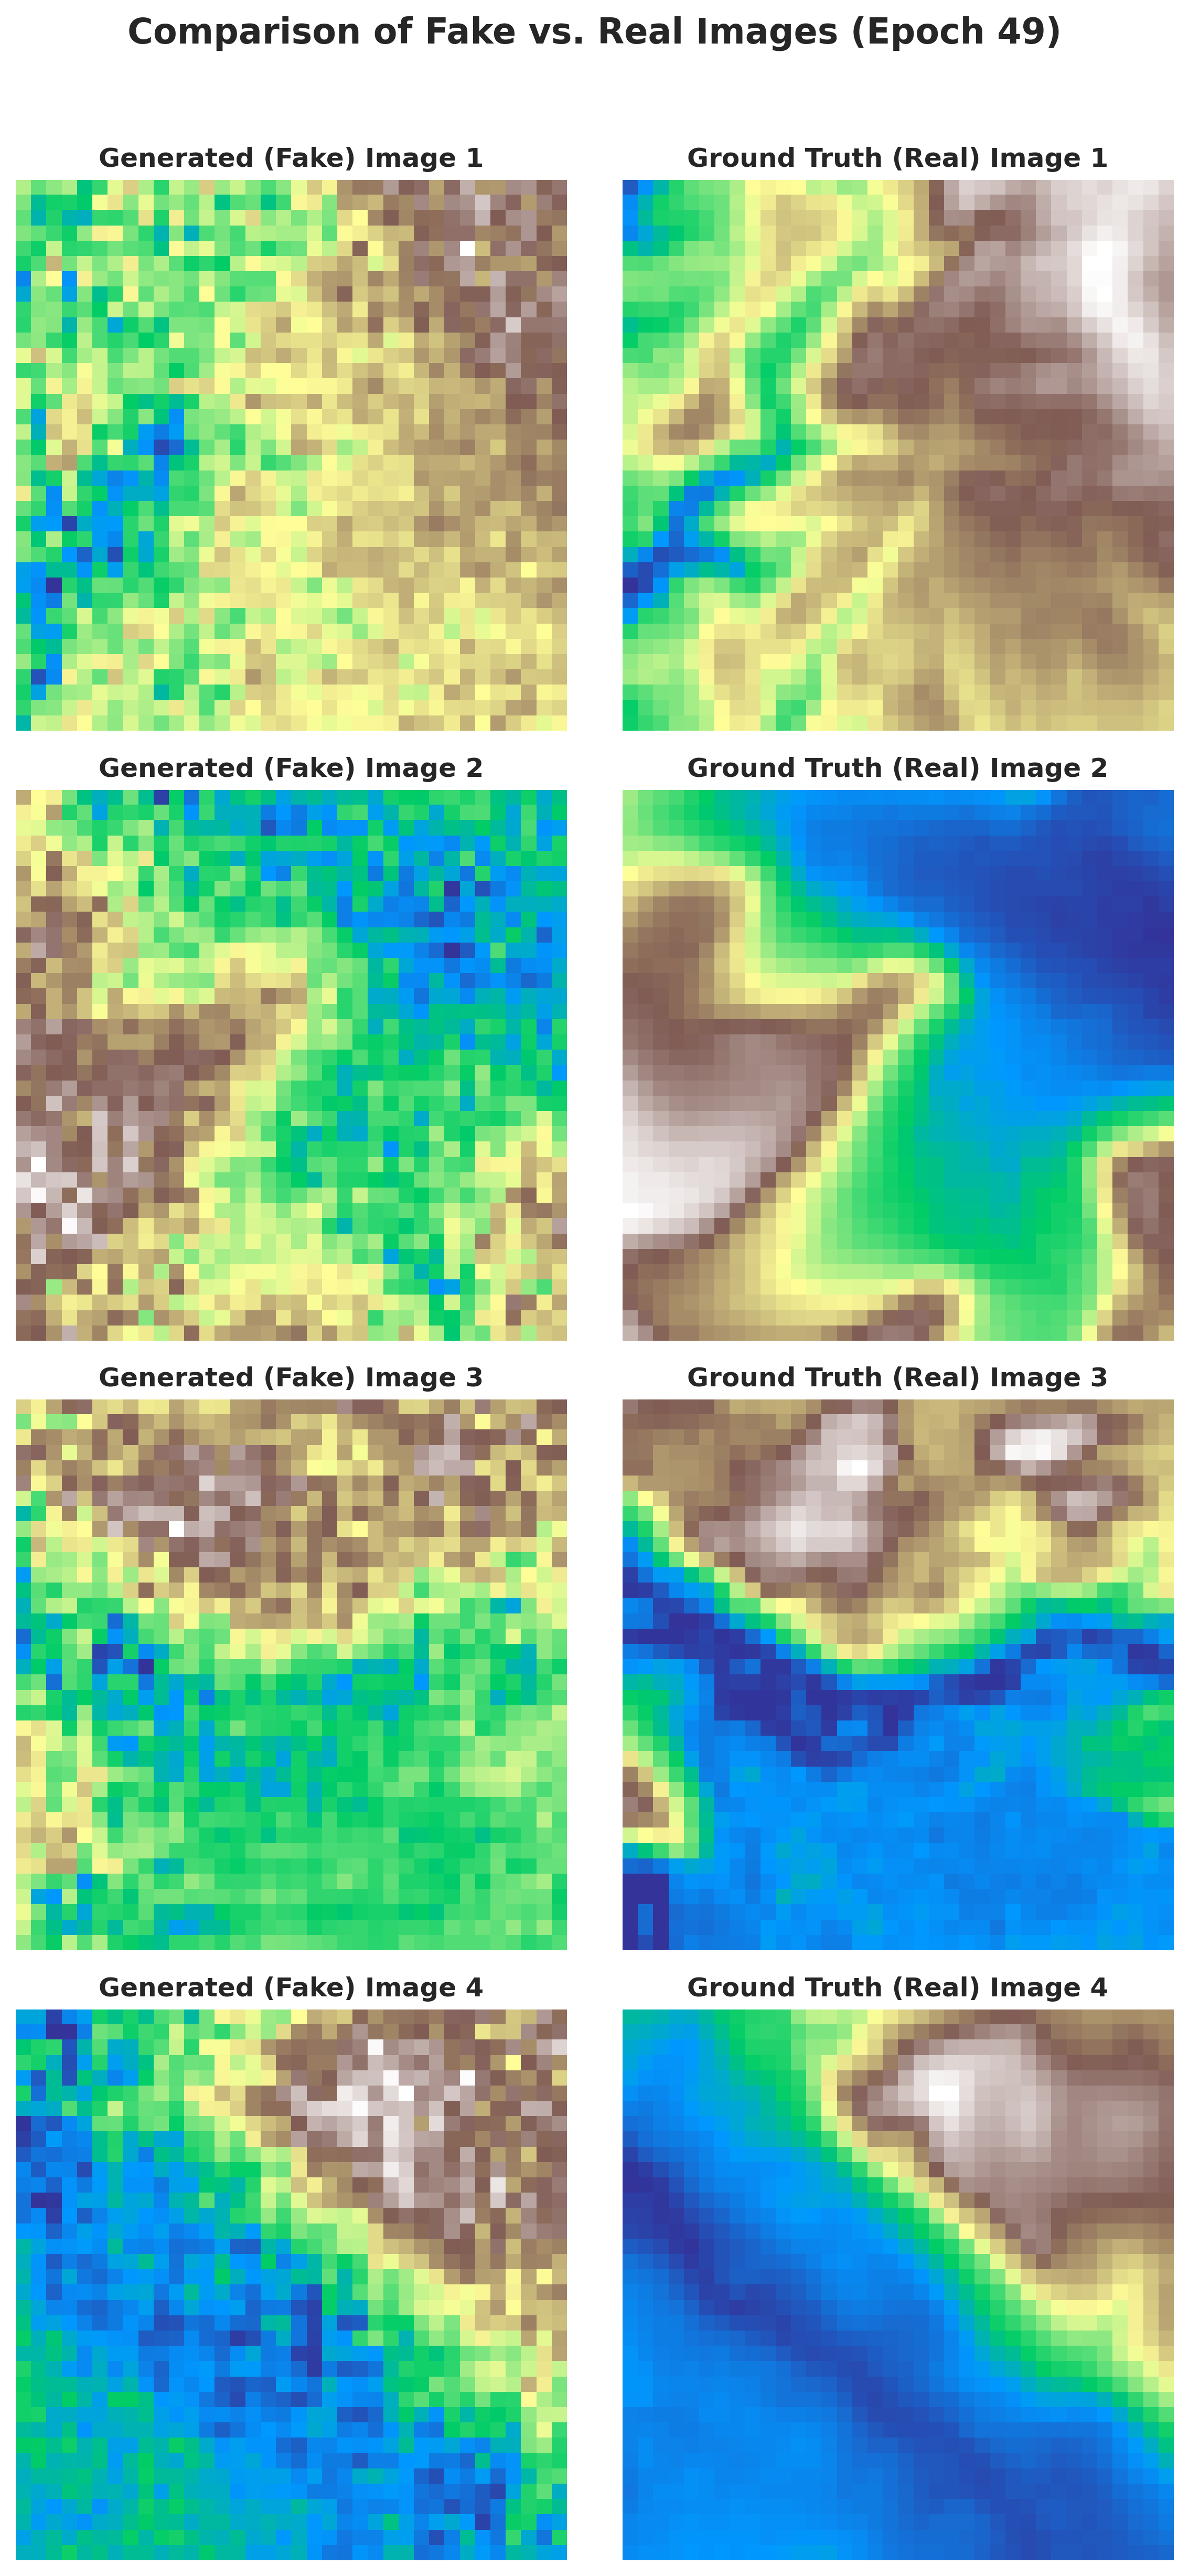 Comparison of Fake vs. Real Images (Epoch 49)
Generated (Fake) Image 1
Ground Truth (Real) Image 1
Generated (Fake) Image 2
Ground Truth (Real) Image 2
Generated (Fake) Image 3
Ground Truth (Real) Image 3
Generated (Fake) Image 4
Ground Truth (Real) Image 4